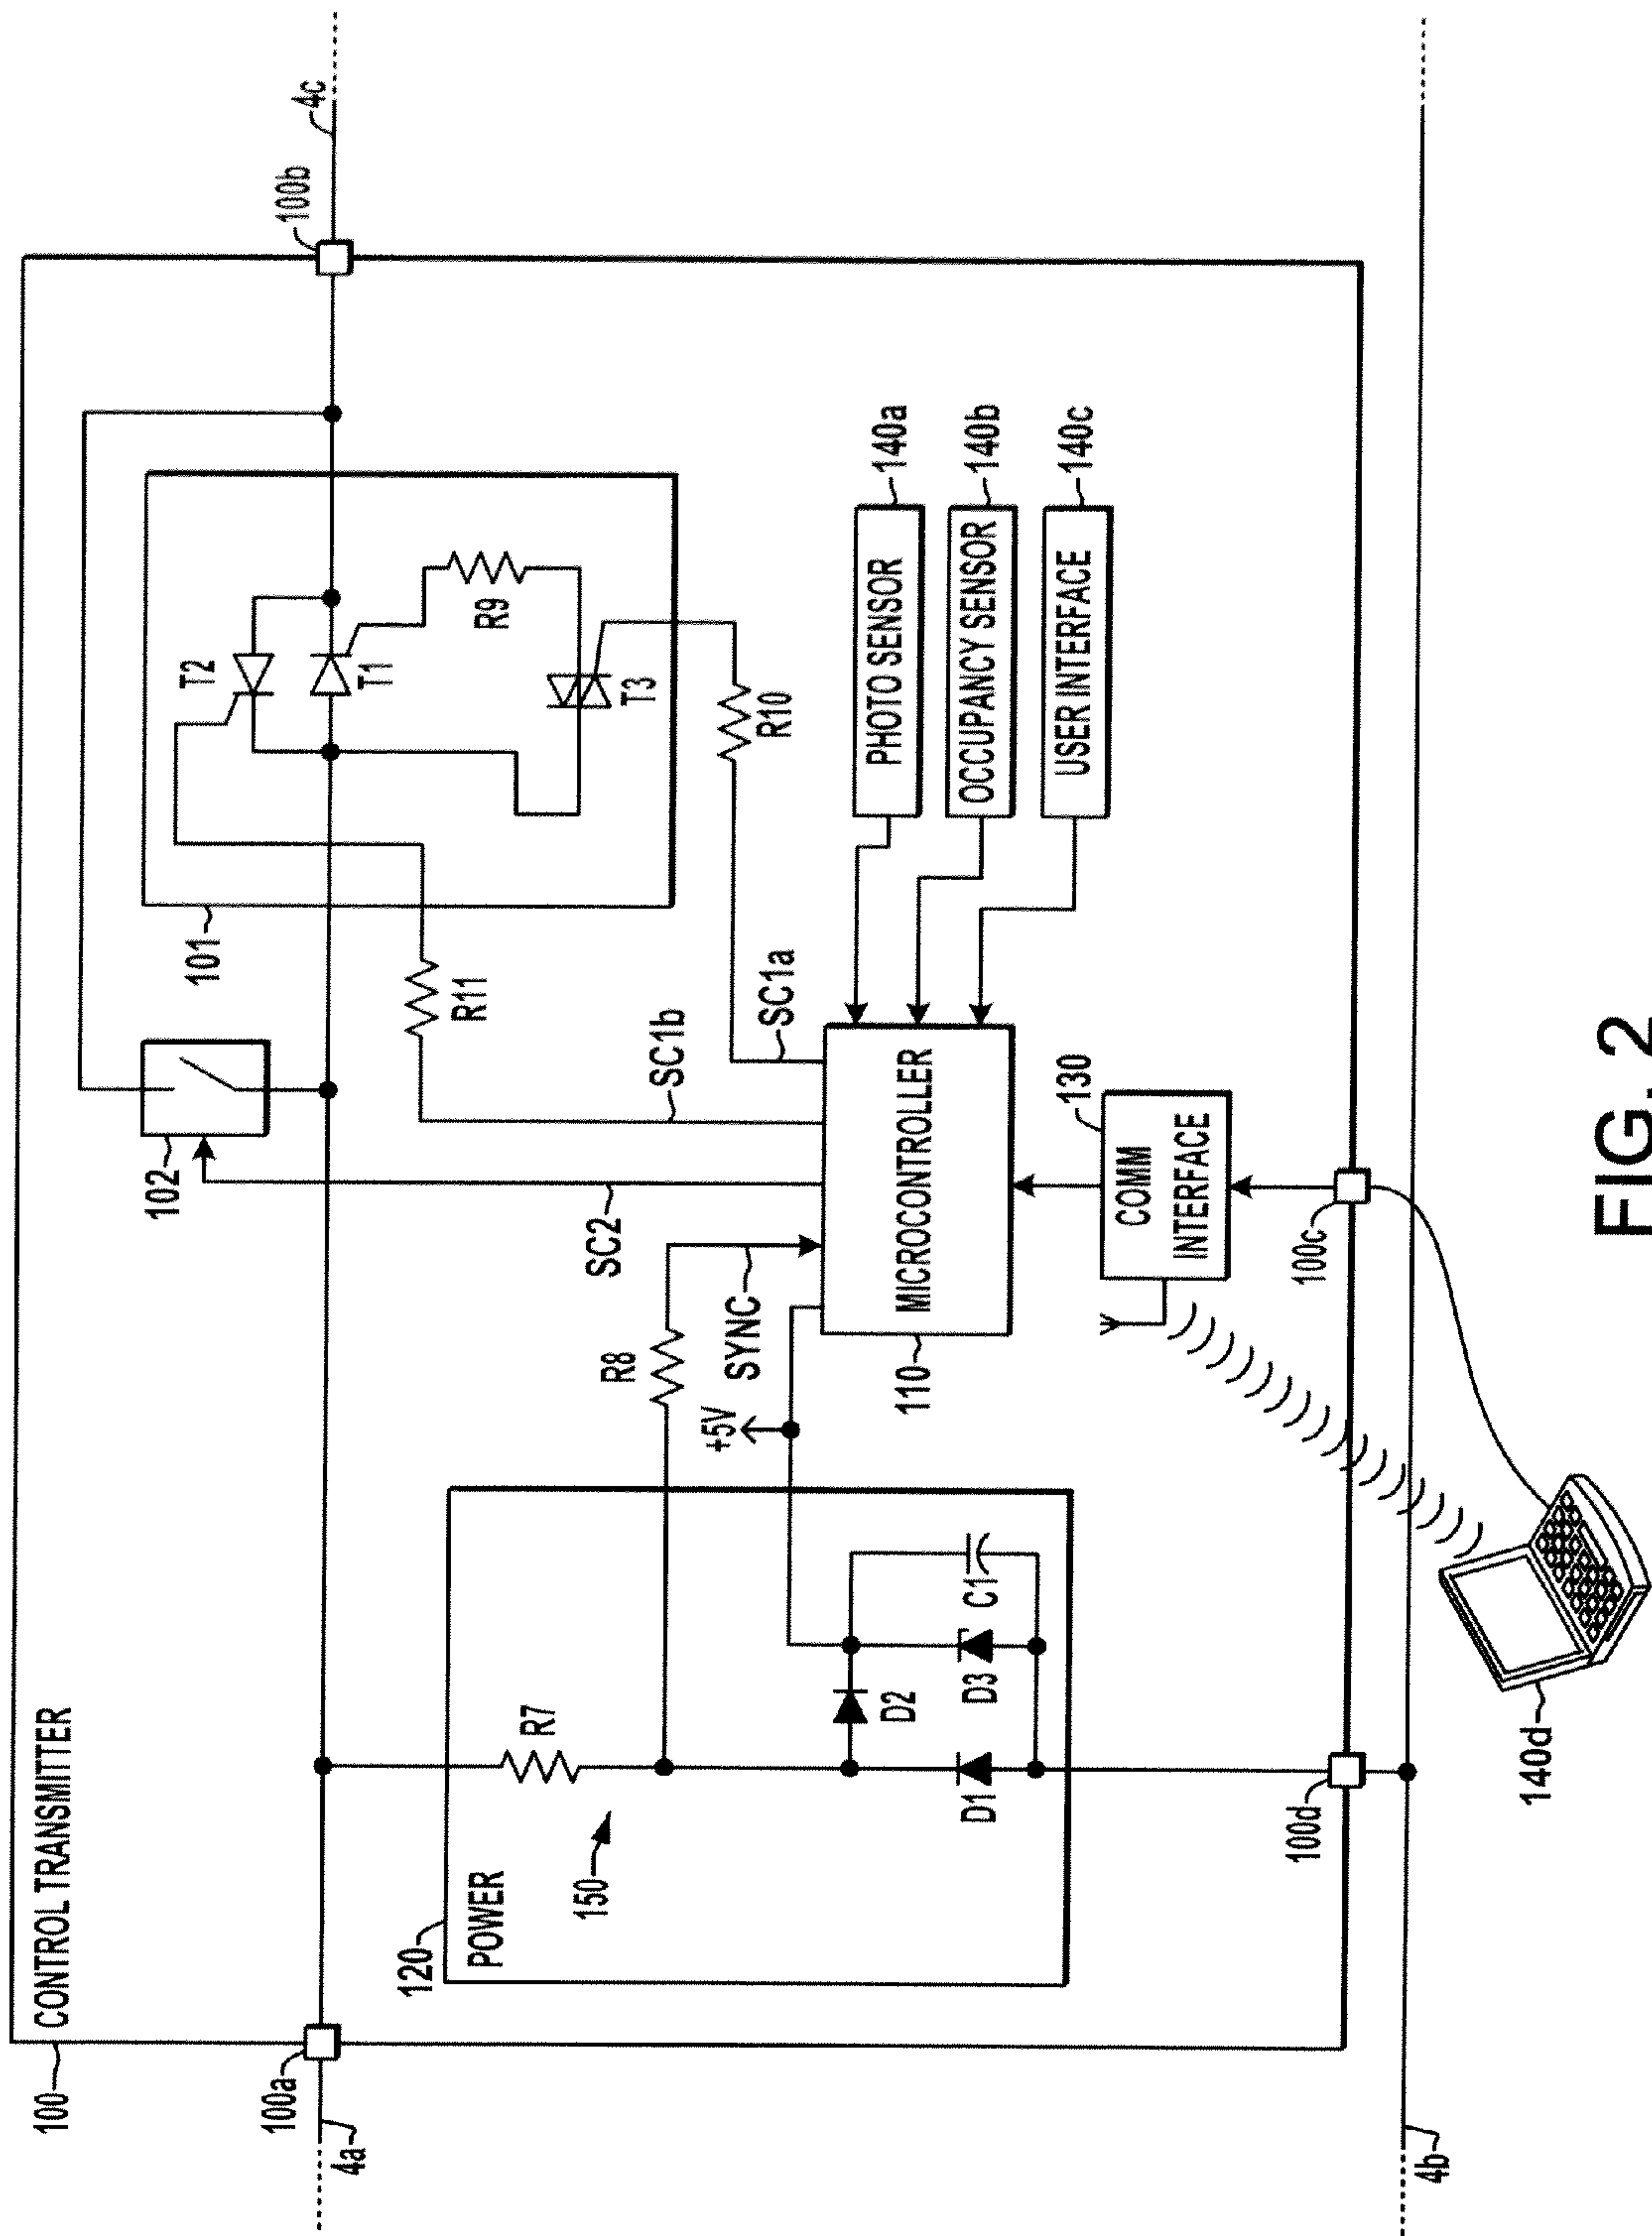 100
CONTROL TRANSMITTER
4a
100a
100b
4c
102
101
T2
T1
R9
T3
R11
R10
120
POWER
150
R7
R8
D2
D1
D3
C1
+5V
SYNC
SC2
SC1b
SC1a
110
MICROCONTROLLER
PHOTO SENSOR
140a
OCCUPANCY SENSOR
140b
USER INTERFACE
140c
130
COMM
INTERFACE
100d
100c
4b
140d
FIG. 2